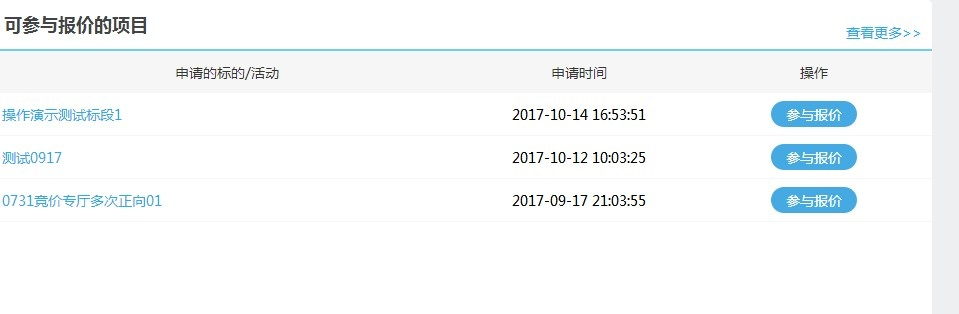 可参与报价的项目
查看更多>>
申请的标的/活动 申请时间 操作
操作演示测试标段1 2017-10-14 16:53:51 参与报价
测试0917 2017-10-12 10:03:25 参与报价
0731竞价专厅多次正向01 2017-09-17 21:03:55 参与报价